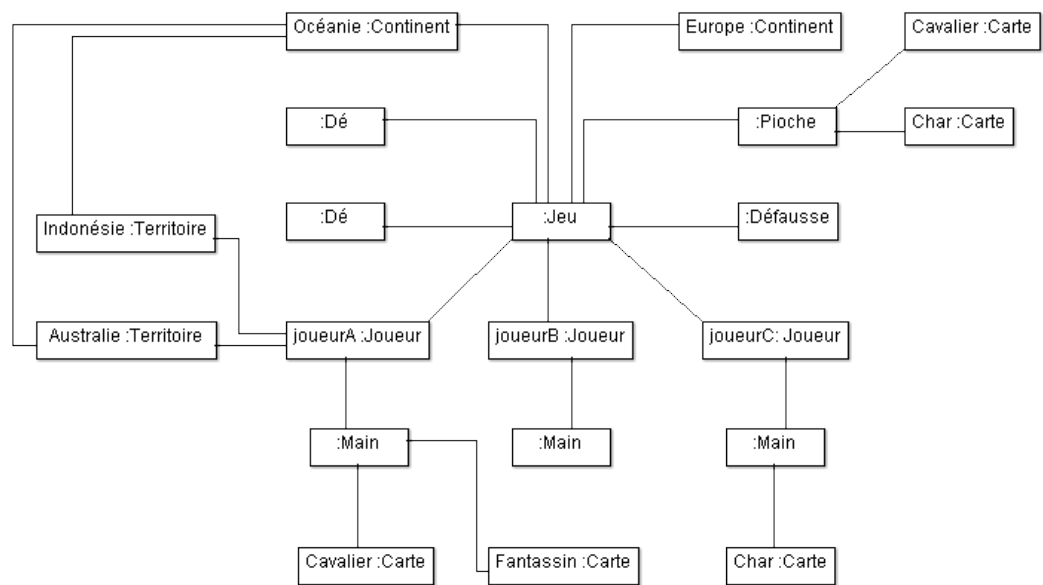 Océanie :Continent
Europe :Continent
Cavalier :Carte
:Dé
:Pioche
Char :Carte
Indonésie :Territoire
:Dé
:Jeu
:Défausse
Australie :Territoire
joueurA :Joueur
joueurB :Joueur
joueurC: Joueur
:Main
:Main
:Main
Cavalier :Carte
Fantassin :Carte
Char :Carte